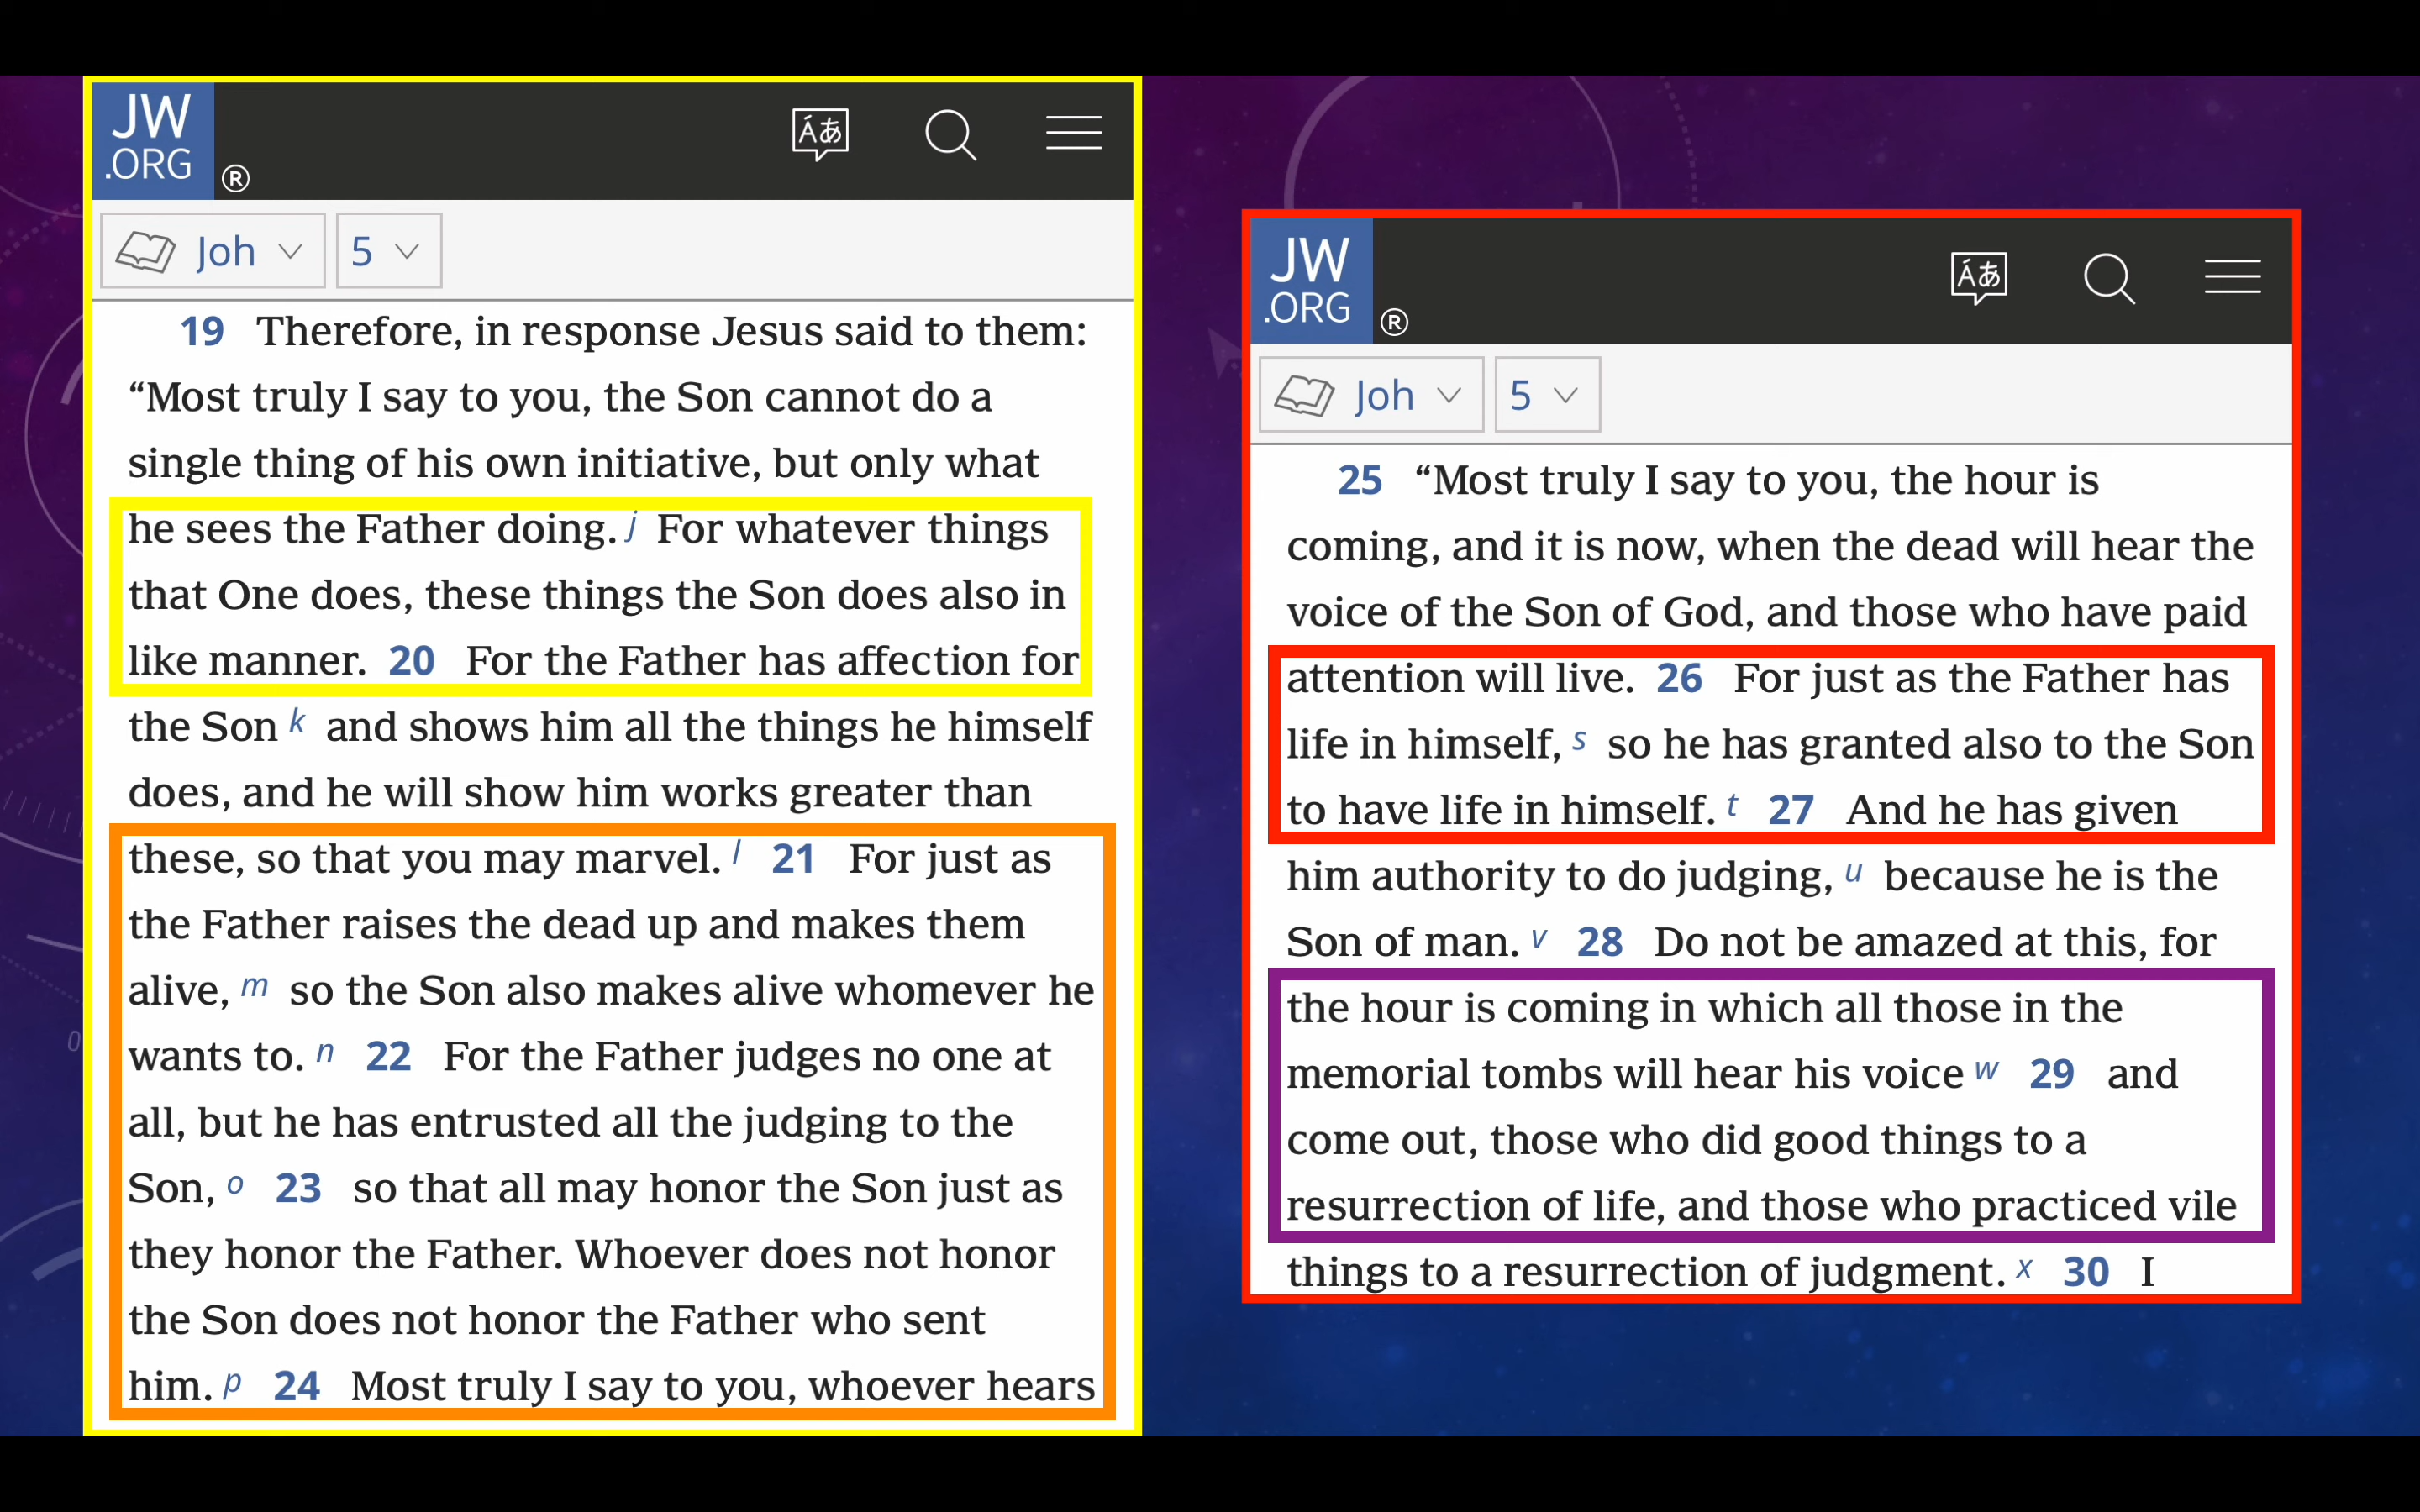 JW
.ORG ®
Áあ
Joh 5
19 Therefore, in response Jesus said to them:
“Most truly I say to you, the Son cannot do a
single thing of his own initiative, but only what
he sees the Father doing. j For whatever things
that One does, these things the Son does also in
like manner. 20 For the Father has affection for
the Son k and shows him all the things he himself
does, and he will show him works greater than
these, so that you may marvel. l 21 For just as
the Father raises the dead up and makes them
alive, m so the Son also makes alive whomever he
wants to. n 22 For the Father judges no one at
all, but he has entrusted all the judging to the
Son, o 23 so that all may honor the Son just as
they honor the Father. Whoever does not honor
the Son does not honor the Father who sent
him. p 24 Most truly I say to you, whoever hears
JW
.ORG ®
Áあ
Joh 5
25 “Most truly I say to you, the hour is
coming, and it is now, when the dead will hear the
voice of the Son of God, and those who have paid
attention will live. 26 For just as the Father has
life in himself, s so he has granted also to the Son
to have life in himself. t 27 And he has given
him authority to do judging, u because he is the
Son of man. v 28 Do not be amazed at this, for
the hour is coming in which all those in the
memorial tombs will hear his voice w 29 and
come out, those who did good things to a
resurrection of life, and those who practiced vile
things to a resurrection of judgment. x 30 I